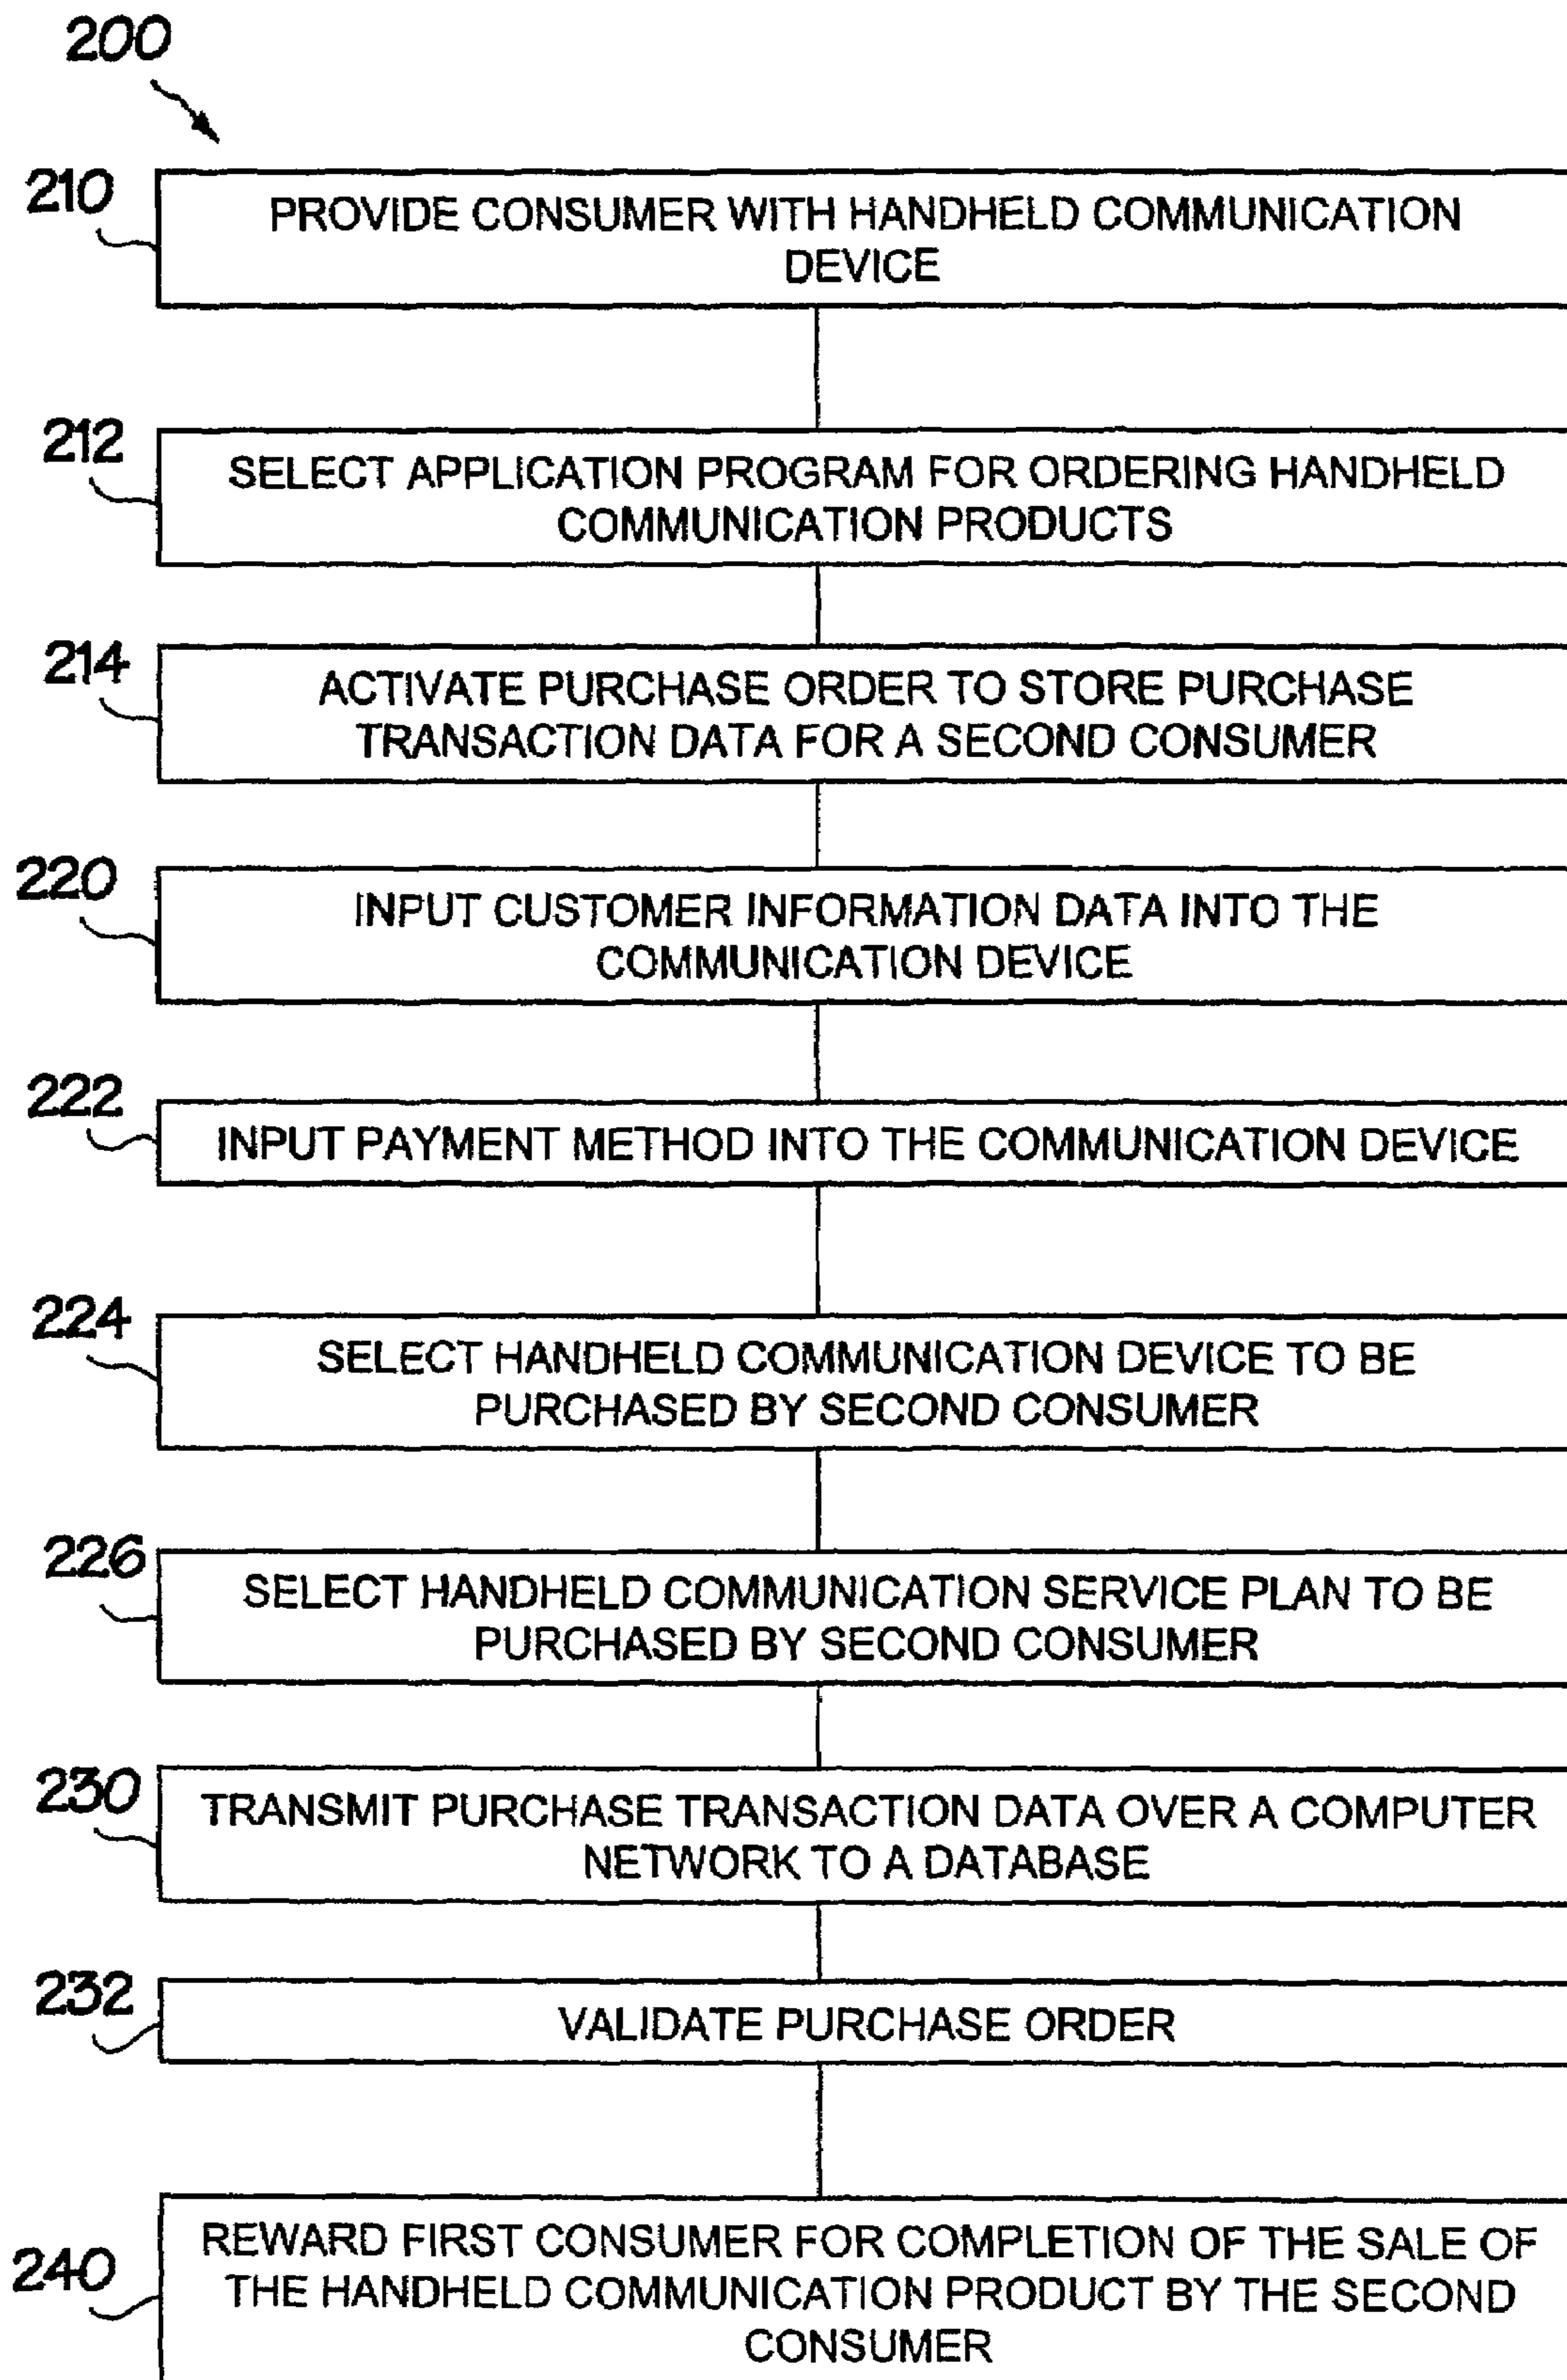 200
210
PROVIDE CONSUMER WITH HANDHELD COMMUNICATION
DEVICE
212
SELECT APPLICATION PROGRAM FOR ORDERING HANDHELD
COMMUNICATION PRODUCTS
214
ACTIVATE PURCHASE ORDER TO STORE PURCHASE
TRANSACTION DATA FOR A SECOND CONSUMER
220
INPUT CUSTOMER INFORMATION DATA INTO THE
COMMUNICATION DEVICE
222
INPUT PAYMENT METHOD INTO THE COMMUNICATION DEVICE
224
SELECT HANDHELD COMMUNICATION DEVICE TO BE
PURCHASED BY SECOND CONSUMER
226
SELECT HANDHELD COMMUNICATION SERVICE PLAN TO BE
PURCHASED BY SECOND CONSUMER
230
TRANSMIT PURCHASE TRANSACTION DATA OVER A COMPUTER
NETWORK TO A DATABASE
232
VALIDATE PURCHASE ORDER
240
REWARD FIRST CONSUMER FOR COMPLETION OF THE SALE OF
THE HANDHELD COMMUNICATION PRODUCT BY THE SECOND
CONSUMER